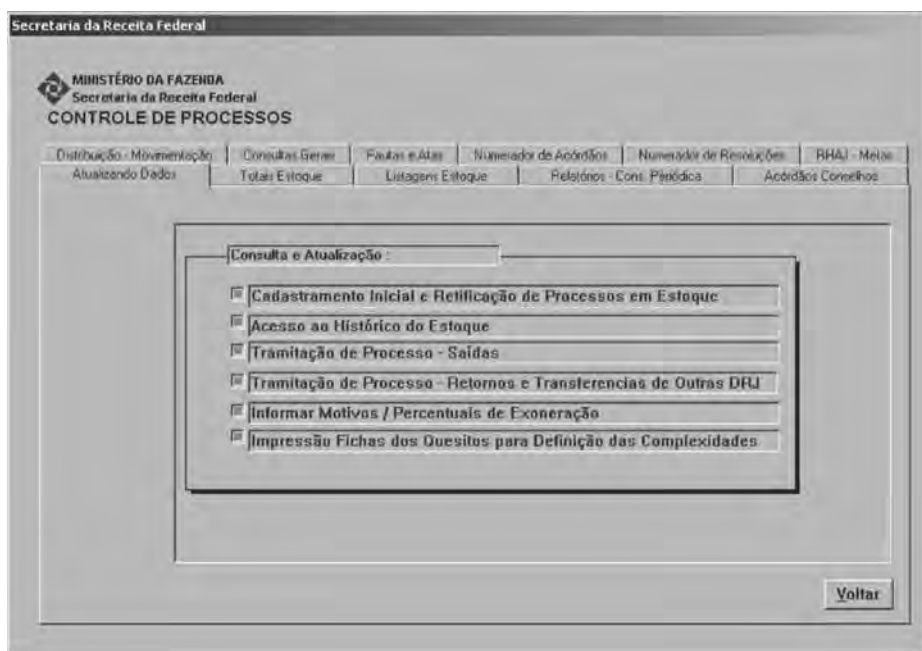 Secretaria da Receita Federal
MINISTÉRIO DA FAZENDA
Secretaria da Receita Federal
CONTROLE DE PROCESSOS
Distribuição - Movimentação Consultas Gerais Pautas e Atas Numerador de Acórdãos Numerador de Resoluções RHAJ - Metas
Atualizando Dados Totais Estoque Listagens Estoque Relatórios - Cons. Periódica Acórdãos Conselhos
Consulta e Atualização :
Cadastramento Inicial e Retificação de Processos em Estoque
Acesso ao Histórico do Estoque
Tramitação de Processo - Saídas
Tramitação de Processo - Retornos e Transferencias de Outras DRJ
Informar Motivos / Percentuais de Exoneração
Impressão Fichas dos Quesitos para Definição das Complexidades
Voltar